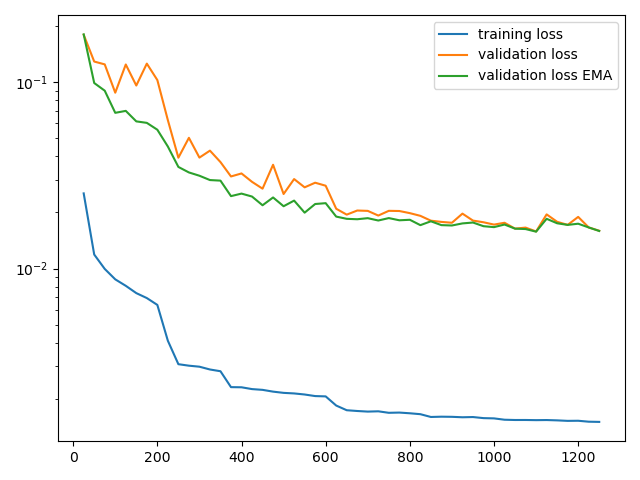 training loss
validation loss
validation loss EMA
10⁻¹
10⁻²
0 200 400 600 800 1000 1200